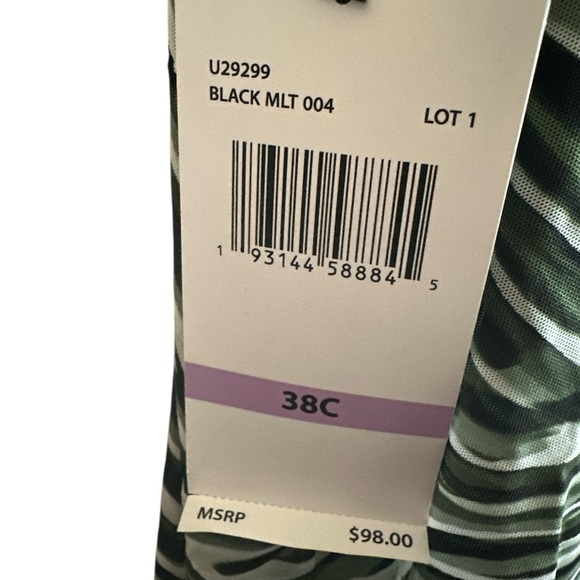 U29299
BLACK MLT 004
LOT 1
1 93144 58884 5
38C
MSRP
$98.00